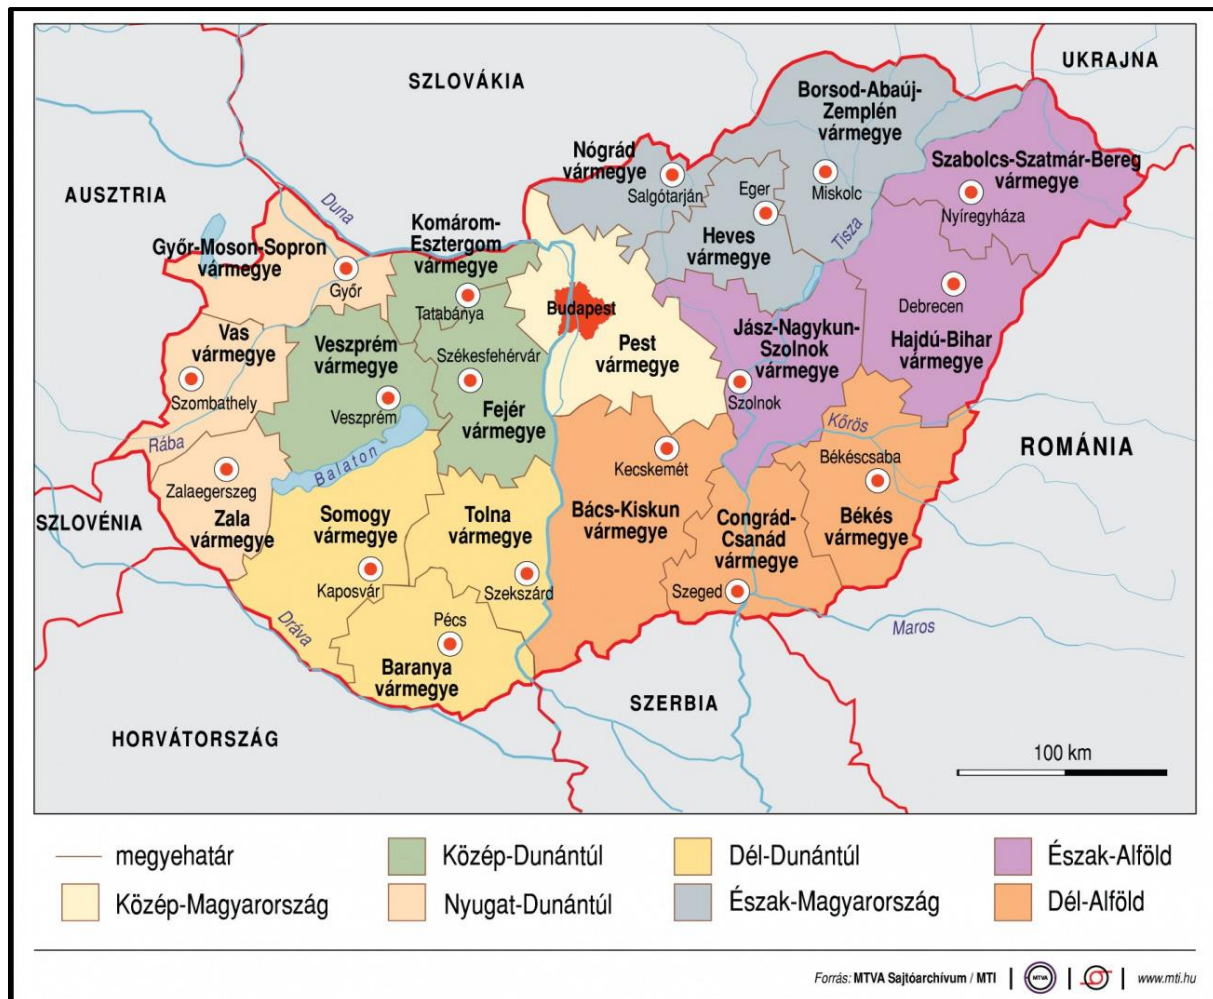 SZLOVÁKIA
UKRAJNA
AUSZTRIA
Borsod-Abaúj-
Zemplén
vármegye
Miskolc
Nógrád
vármegye
Salgótarján
Szabolcs-Szatmár-Bereg
vármegye
Nyíregyháza
Eger
Heves
vármegye
Tisza
Duna
Komárom-
Esztergom
vármegye
Tatabánya
Győr-Moson-Sopron
vármegye
Győr
Debrecen
Hajdú-Bihar
vármegye
Budapest
Pest
vármegye
Jász-Nagykun-
Szolnok
vármegye
Szolnok
Vas
vármegye
Szombathely
Veszprém
vármegye
Veszprém
Székesfehérvár
Fejér
vármegye
Rába
Balaton
Kőrös
ROMÁNIA
Kecskemét
Békéscsaba
Zalaegerszeg
Zala
vármegye
SZLOVÉNIA
Somogy
vármegye
Kaposvár
Tolna
vármegye
Szekszárd
Bács-Kiskun
vármegye
Congrád-
Csanád
vármegye
Szeged
Békés
vármegye
Dráva
Pécs
Baranya
vármegye
Maros
SZERBIA
HORVÁTORSZÁG
100 km
megyehatár
Közép-Dunántúl
Dél-Dunántúl
Észak-Alföld
Közép-Magyarország
Nyugat-Dunántúl
Észak-Magyarország
Dél-Alföld
Forrás: MTVA Sajtóarchívum / MTI | MTVA | | www.mti.hu